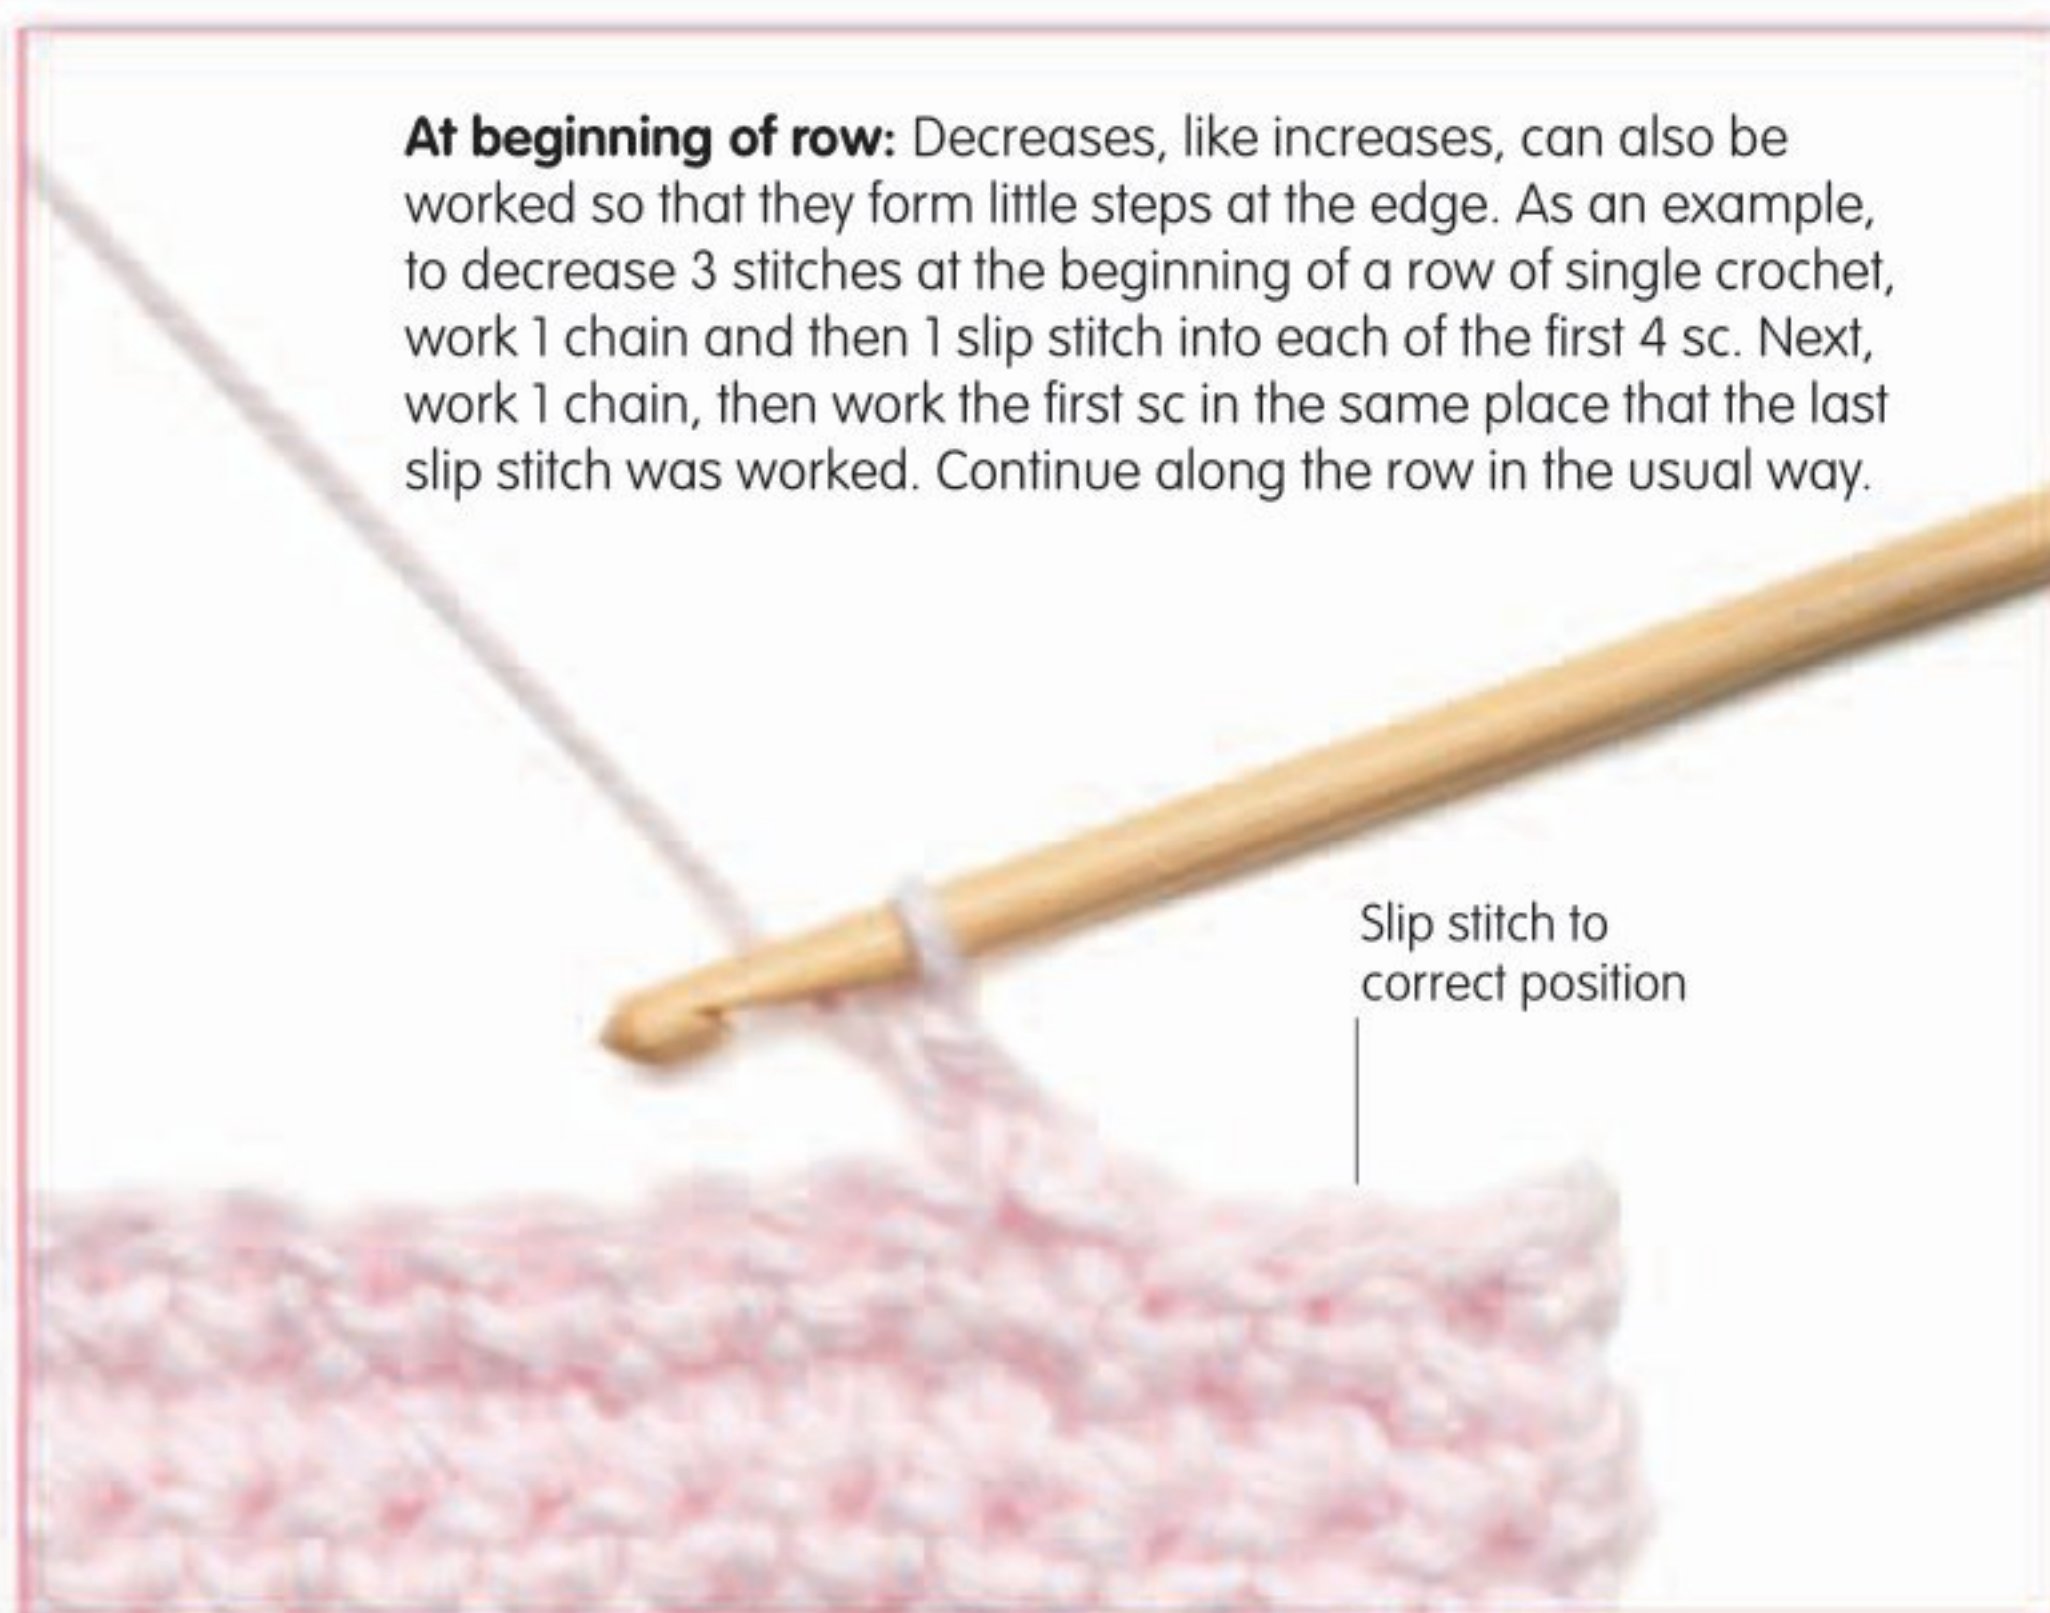 At beginning of row: Decreases, like increases, can also be
worked so that they form little steps at the edge. As an example,
to decrease 3 stitches at the beginning of a row of single crochet,
work 1 chain and then 1 slip stitch into each of the first 4 sc. Next,
work 1 chain, then work the first sc in the same place that the last
slip stitch was worked. Continue along the row in the usual way.
Slip stitch to
correct position